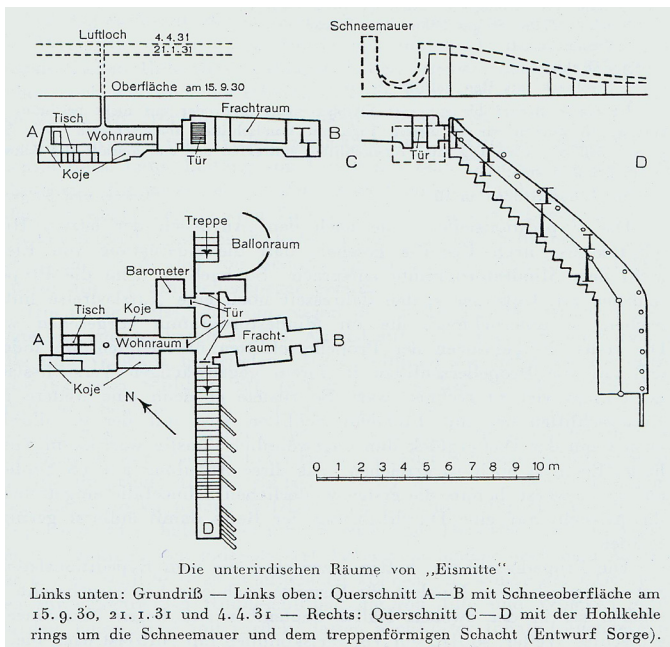 Luftloch 4.4.31
21.1.31
Oberfläche am 15.9.30
Frachtraum
Tisch
A Wohnraum B
Koje
Tür
Schneemauer
C Tür D
Treppe
Ballonraum
Barometer
Tisch Koje Tür
C
A Wohnraum Fracht- B
raum
Koje
N
D
0 1 2 3 4 5 6 7 8 9 10 m
Die unterirdischen Räume von „Eismitte“.
Links unten: Grundriß — Links oben: Querschnitt A—B mit Schneeoberfläche am
15. 9. 30, 21. 1. 31 und 4. 4. 31 — Rechts: Querschnitt C—D mit der Hohlkehle
rings um die Schneemauer und dem treppenförmigen Schacht (Entwurf Sorge).